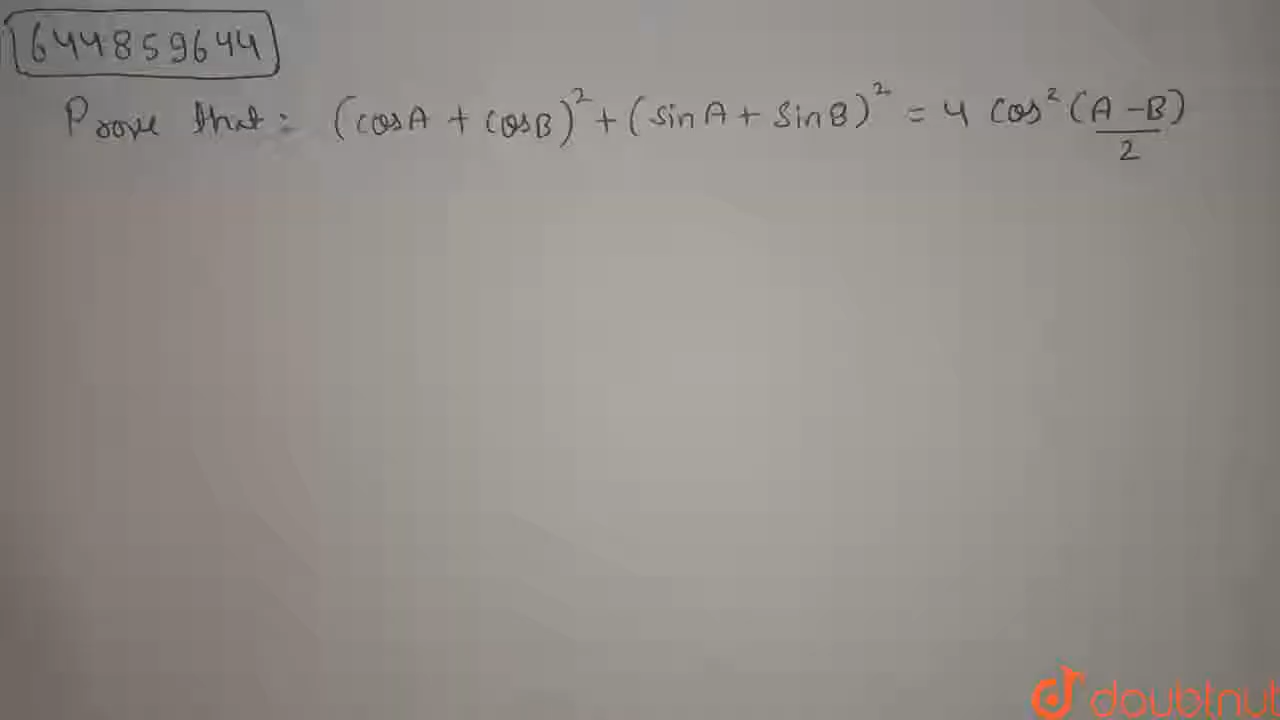 644859644
Prove that: (cosA + cosB)² + (sinA + sinB)² = 4 cos² (A-B)/2
doubtnut